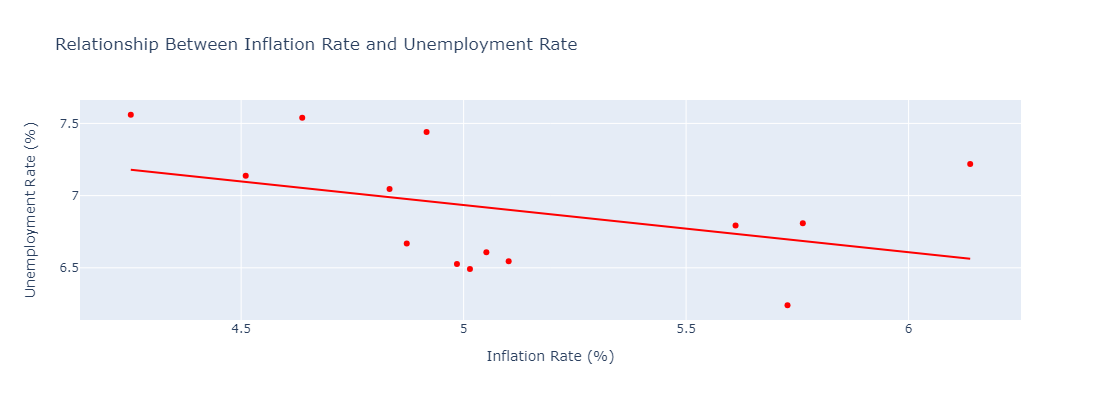 Relationship Between Inflation Rate and Unemployment Rate
7.5
7
6.5
Unemployment Rate (%)
4.5
5
5.5
6
Inflation Rate (%)